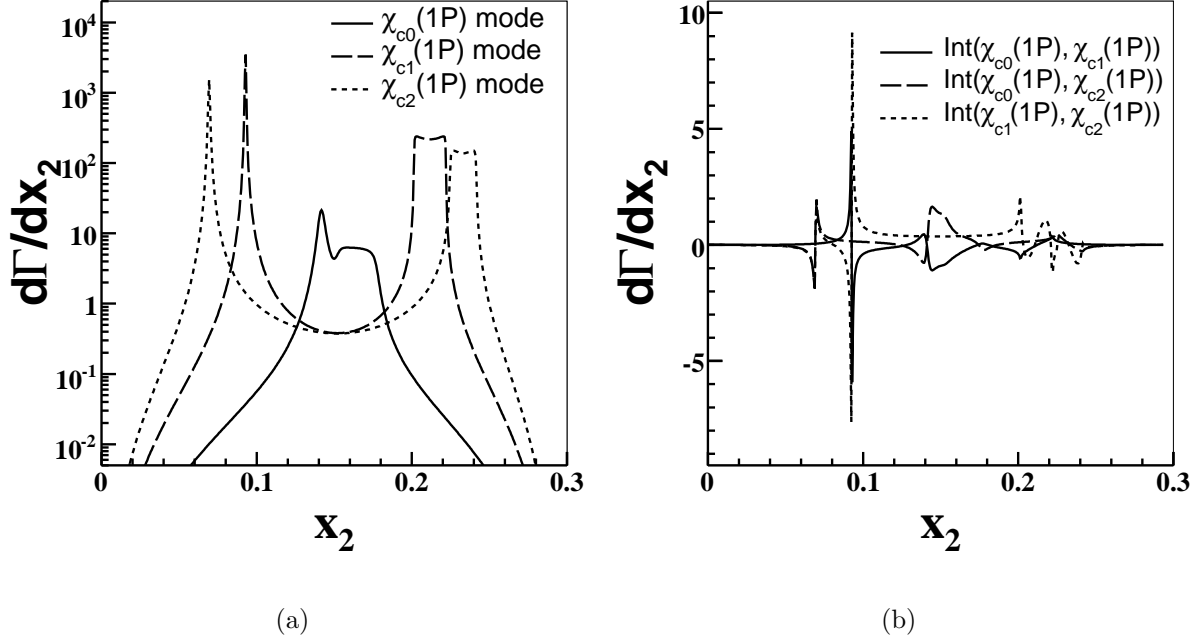 dΓ/dx₂
10⁴
10³
10²
10
1
10⁻¹
10⁻²
χc0(1P) mode
χc1(1P) mode
χc2(1P) mode
0
0.1
0.2
0.3
x₂
(a)
dΓ/dx₂
10
5
0
-5
Int(χc0(1P), χc1(1P))
Int(χc0(1P), χc2(1P))
Int(χc1(1P), χc2(1P))
0
0.1
0.2
0.3
x₂
(b)